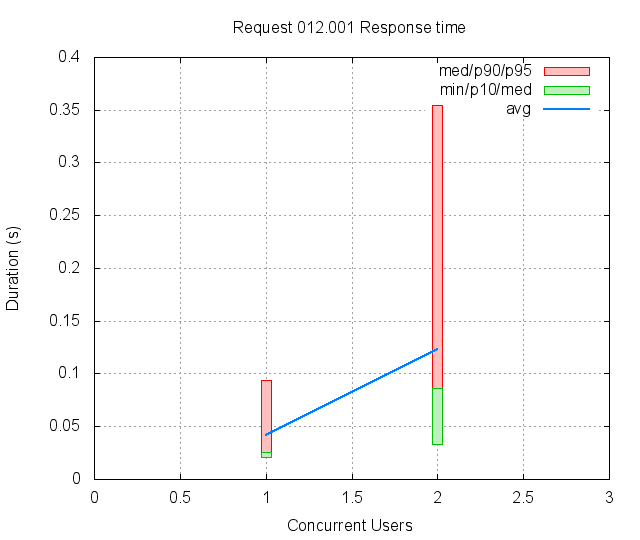 Request 012.001 Response time
0.4
0.35
0.3
0.25
0.2
0.15
0.1
0.05
0
Duration (s)
med/p90/p95
min/p10/med
avg
0 0.5 1 1.5 2 2.5 3
Concurrent Users